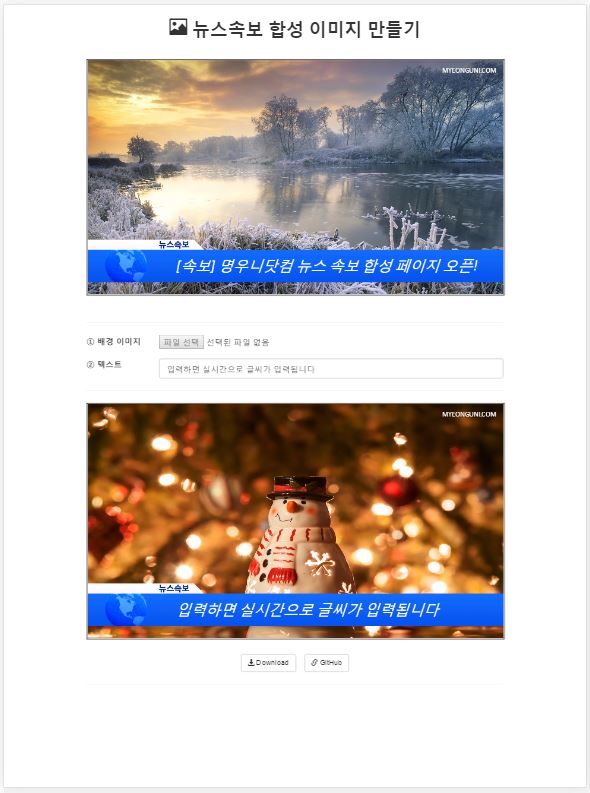 뉴스속보 합성 이미지 만들기
MYEONGUNI.COM
뉴스속보
[속보] 명우니닷컴 뉴스 속보 합성 페이지 오픈!
① 배경 이미지 파일 선택 선택된 파일 없음
② 텍스트 입력하면 실시간으로 글씨가 입력됩니다
MYEONGUNI.COM
뉴스속보
입력하면 실시간으로 글씨가 입력됩니다
Download GitHub